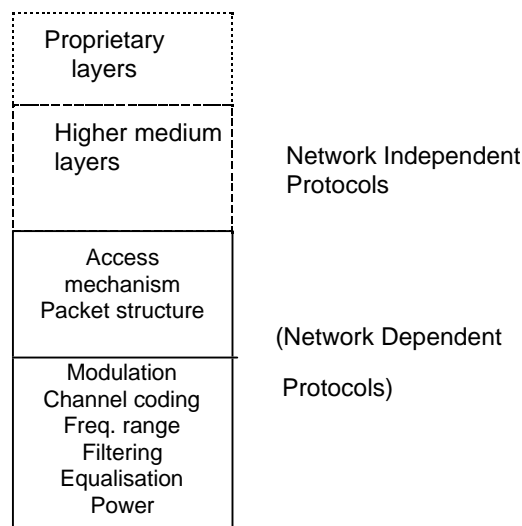 Proprietary
layers
Higher medium
layers
Network Independent
Protocols
Access
mechanism
Packet structure
(Network Dependent
Protocols)
Modulation
Channel coding
Freq. range
Filtering
Equalisation
Power